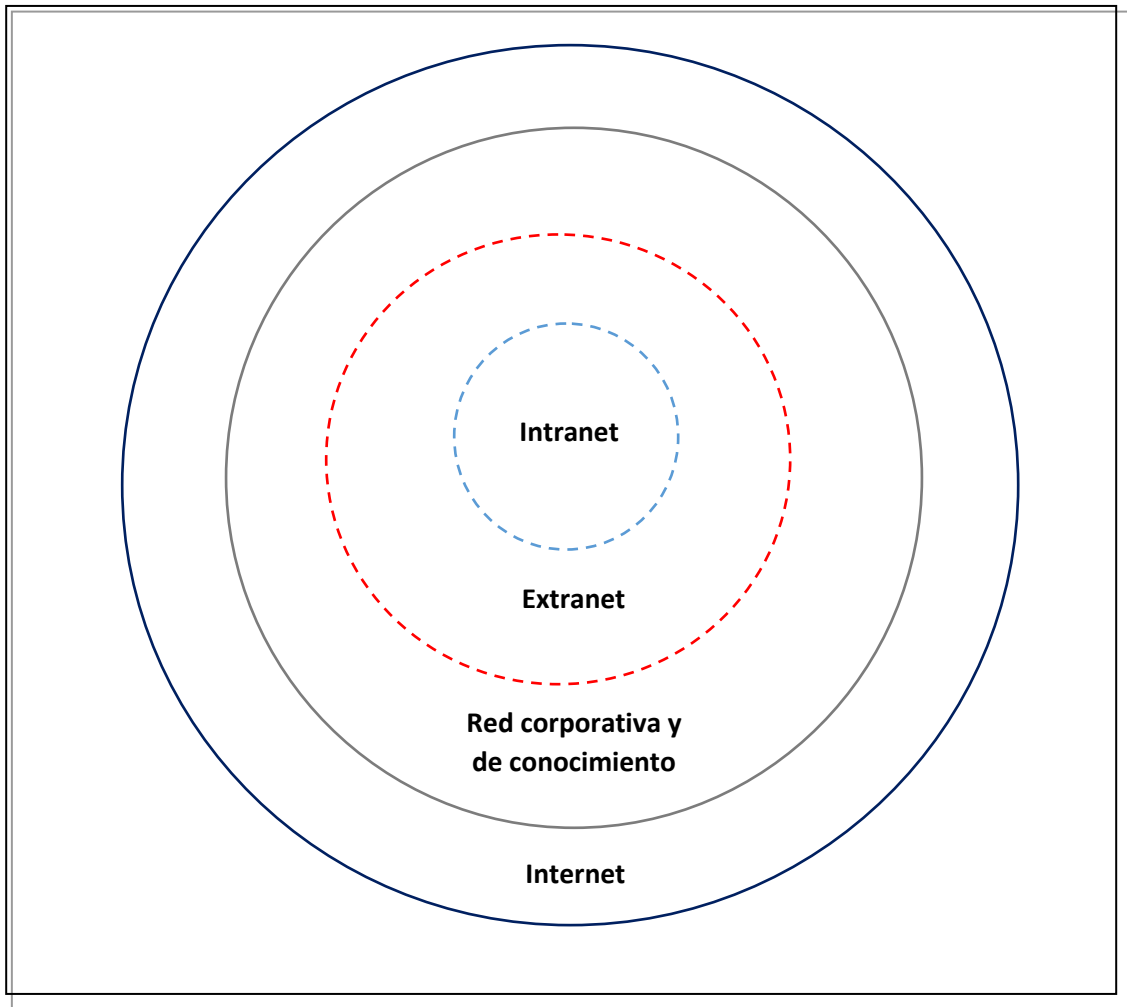 Intranet
Extranet
Red corporativa y
de conocimiento
Internet